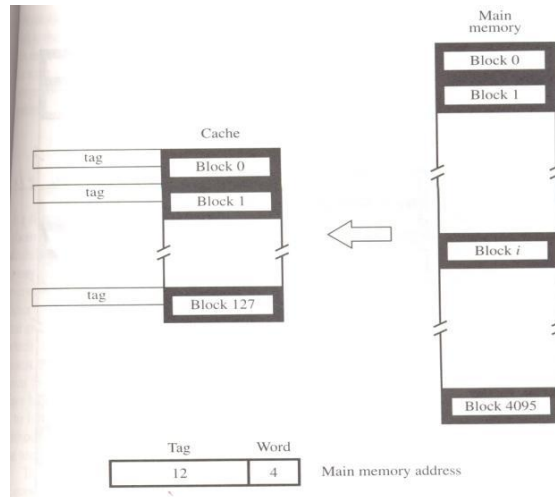 Main
memory
Block 0
Block 1
Cache
tag
Block 0
tag
Block 1
Block i
tag
Block 127
Block 4095
Tag
Word
12
4
Main memory address